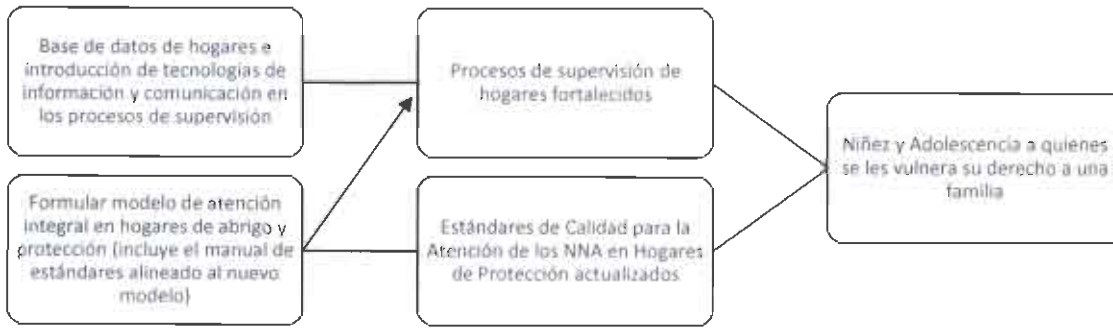 Base de datos de hogares e
introducción de tecnologías de
información y comunicación en
los procesos de supervisión
Formular modelo de atención
integral en hogares de abrigo y
protección (incluye el manual de
estándares alineado al nuevo
modelo)
Procesos de supervisión de
hogares fortalecidos
Estándares de Calidad para la
Atención de los NNA en Hogares
de Protección actualizados
Niñez y Adolescencia a quienes
se les vulnera su derecho a una
familia